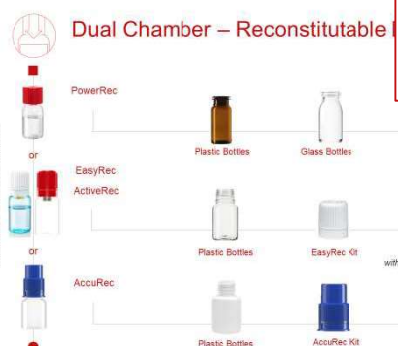 Dual Chamber – Reconstitutable
PowerRec
Plastic Bottles
Glass Bottles
or
EasyRec
ActiveRec
Plastic Bottles
EasyRec Kit
or
with
AccuRec
Plastic Bottles
AccuRec Kit